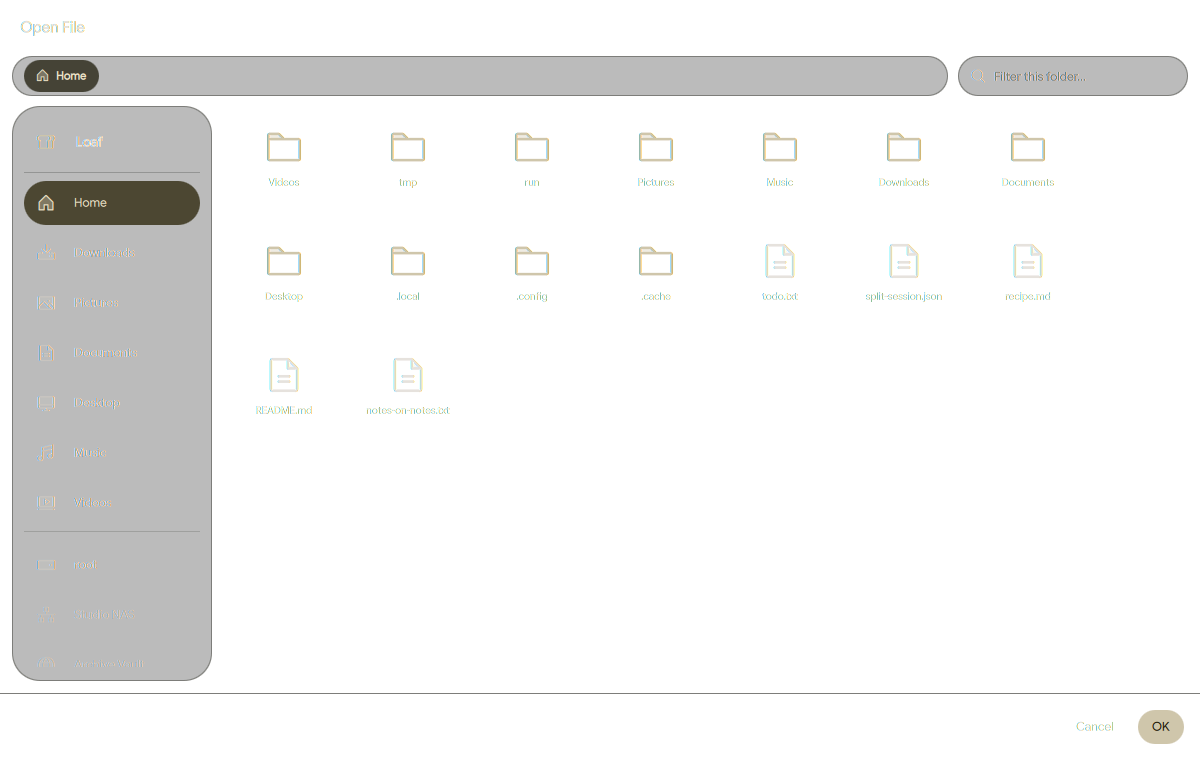 Open File
Home
Filter this folder...
Loaf
Home
Downloads
Pictures
Documents
Desktop
Music
Videos
Videos
tmp
run
Pictures
Music
Downloads
Documents
Desktop
.local
.config
.cache
todo.txt
split-session.json
recipe.md
README.md
notes-on-notes.txt
Cancel
OK